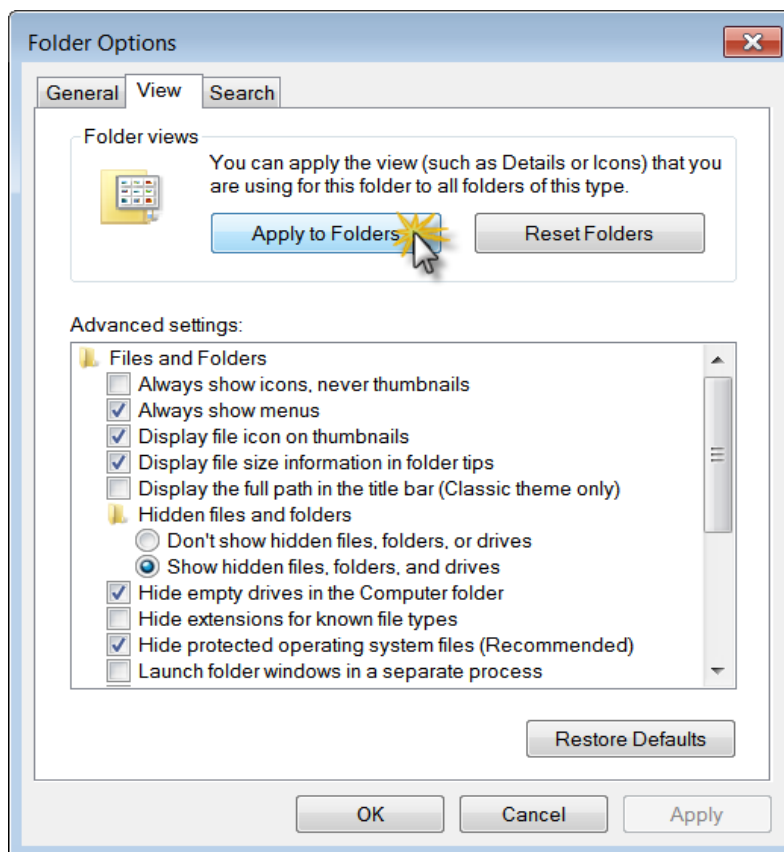 Folder Options
General View Search
Folder views
You can apply the view (such as Details or Icons) that you
are using for this folder to all folders of this type.
Apply to Folders Reset Folders
Advanced settings:
Files and Folders
Always show icons, never thumbnails
Always show menus
Display file icon on thumbnails
Display file size information in folder tips
Display the full path in the title bar (Classic theme only)
Hidden files and folders
Don't show hidden files, folders, or drives
Show hidden files, folders, and drives
Hide empty drives in the Computer folder
Hide extensions for known file types
Hide protected operating system files (Recommended)
Launch folder windows in a separate process
Restore Defaults
OK Cancel Apply